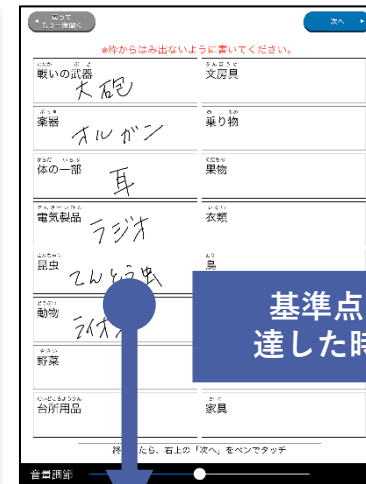 戻って
もう一度聞く
次へ
※枠からはみ出ないように書いてください。
戦いの武器
大砲
文房具
楽器
オルガン
乗り物
体の一部
耳
果物
電気製品
ラジオ
衣類
昆虫
てんとう虫
鳥
動物
ライオン
基準点
達した時
野菜
台所用品
家具
たら、右上の「次へ」をペンでタッチ
音量調節